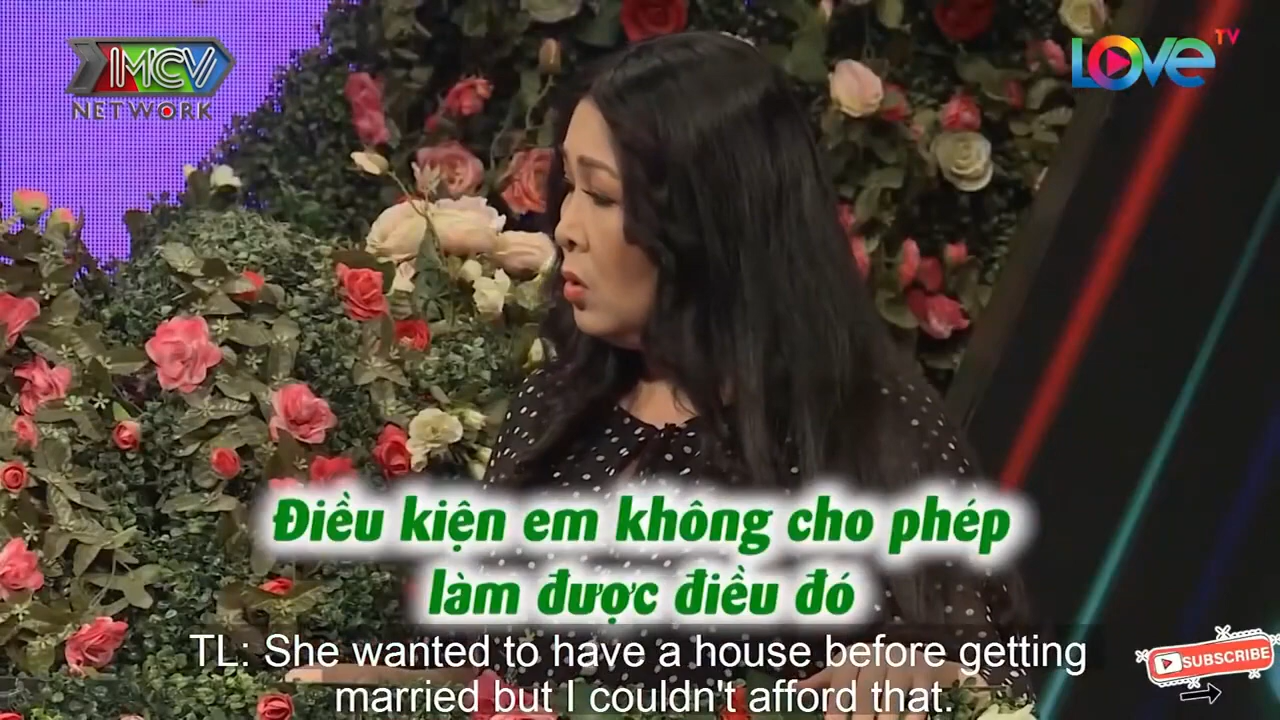 MCV
NETWORK
LOVE TV
Điều kiện em không cho phép
làm được điều đó
TL: She wanted to have a house before getting
married but I couldn't afford that.
SUBSCRIBE